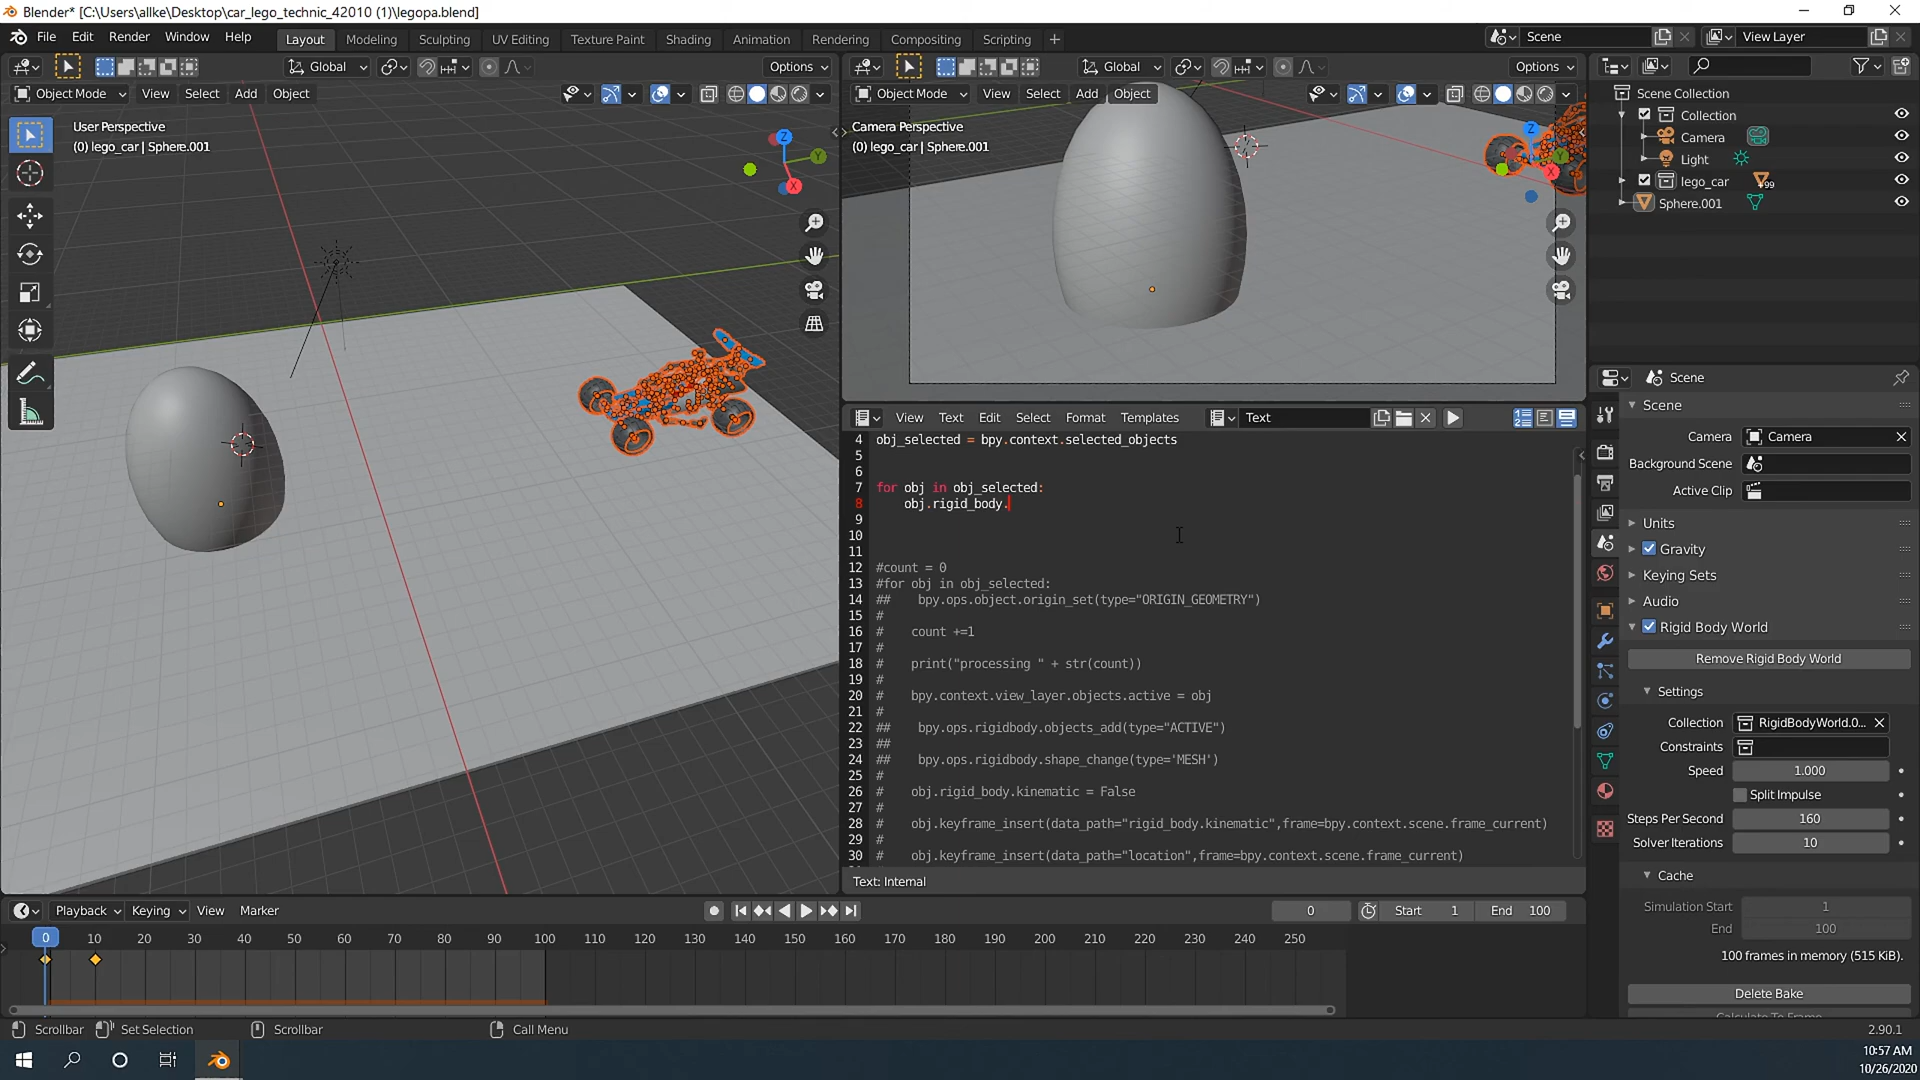 Blender* [C:\Users\allke\Desktop\car_lego_technic_42010 (1)\legopa.blend]
File Edit Render Window Help Layout Modeling Sculpting UV Editing Texture Paint Shading Animation Rendering Compositing Scripting + Scene View Layer
Global Options
Object Mode View Select Add Object
User Perspective
(0) lego_car | Sphere.001
Z
Y
X
Global Options
Object Mode View Select Add Object
Camera Perspective
(0) lego_car | Sphere.001
Z
Y
X
View Text Edit Select Format Templates Text
4 obj_selected = bpy.context.selected_objects
5
6
7 for obj in obj_selected:
8 obj.rigid_body.
9
10
11
12 #count = 0
13 #for obj in obj_selected:
14 ## bpy.ops.object.origin_set(type="ORIGIN_GEOMETRY")
15 #
16 # count +=1
17 #
18 # print("processing " + str(count))
19 #
20 # bpy.context.view_layer.objects.active = obj
21 #
22 ## bpy.ops.rigidbody.objects_add(type="ACTIVE")
23 ##
24 ## bpy.ops.rigidbody.shape_change(type='MESH')
25 #
26 # obj.rigid_body.kinematic = False
27 #
28 # obj.keyframe_insert(data_path="rigid_body.kinematic",frame=bpy.context.scene.frame_current)
29 #
30 # obj.keyframe_insert(data_path="location",frame=bpy.context.scene.frame_current)
Text: Internal
Scene Collection
Collection
Camera
Light
lego_car 99
Sphere.001
Scene
Scene
Camera Camera
Background Scene
Active Clip
Units
Gravity
Keying Sets
Audio
Rigid Body World
Remove Rigid Body World
Settings
Collection RigidBodyWorld.0...
Constraints
Speed 1.000
Split Impulse
Steps Per Second 160
Solver Iterations 10
Cache
Simulation Start 1
End 100
100 frames in memory (515 KiB).
Delete Bake
Calculate To Frame
Playback Keying View Marker 0 Start 1 End 100
0 10 20 30 40 50 60 70 80 90 100 110 120 130 140 150 160 170 180 190 200 210 220 230 240 250
Scrollbar Set Selection Scrollbar Call Menu 2.90.1
10:57 AM
10/26/2020